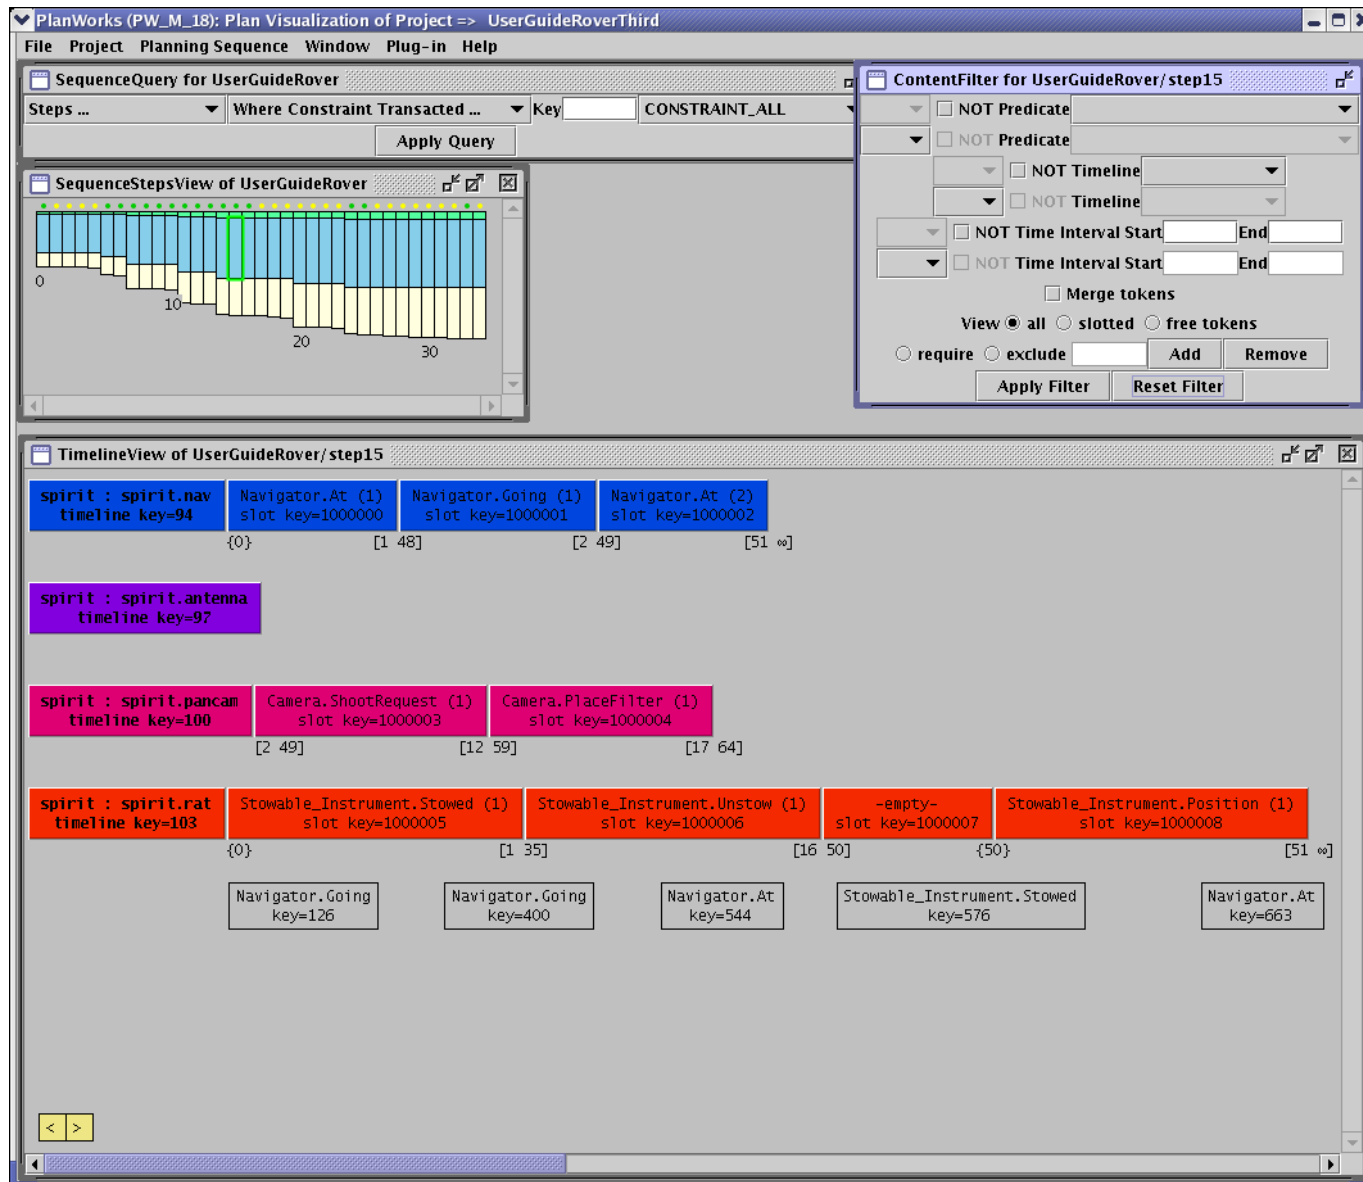 PlanWorks (PW_M_18): Plan Visualization of Project => UserGuideRoverThird
File Project Planning Sequence Window Plug-in Help
SequenceQuery for UserGuideRover
Steps ... Where Constraint Transacted ... Key CONSTRAINT_ALL
Apply Query
ContentFilter for UserGuideRover/step15
NOT Predicate
NOT Predicate
NOT Timeline
NOT Timeline
NOT Time Interval Start End
NOT Time Interval Start End
Merge tokens
View all slotted free tokens
require exclude Add Remove
Apply Filter Reset Filter
SequenceStepsView of UserGuideRover
0
10
20
30
TimelineView of UserGuideRover/step15
spirit : spirit.nav Navigator.At (1) Navigator.Going (1) Navigator.At (2)
timeline key=94 slot key=1000000 slot key=1000001 slot key=1000002
{0} [1 48] [2 49] [51 ∞]
spirit : spirit.antenna
timeline key=97
spirit : spirit.pancam Camera.ShootRequest (1) Camera.PlaceFilter (1)
timeline key=100 slot key=1000003 slot key=1000004
[2 49] [12 59] [17 64]
spirit : spirit.rat Stowable_Instrument.Stowed (1) Stowable_Instrument.Unstow (1) -empty- Stowable_Instrument.Position (1)
timeline key=103 slot key=1000005 slot key=1000006 slot key=1000007 slot key=1000008
{0} [1 35] [16 50] {50} [51 ∞]
Navigator.Going Navigator.Going Navigator.At Stowable_Instrument.Stowed Navigator.At
key=126 key=400 key=544 key=576 key=663
< >